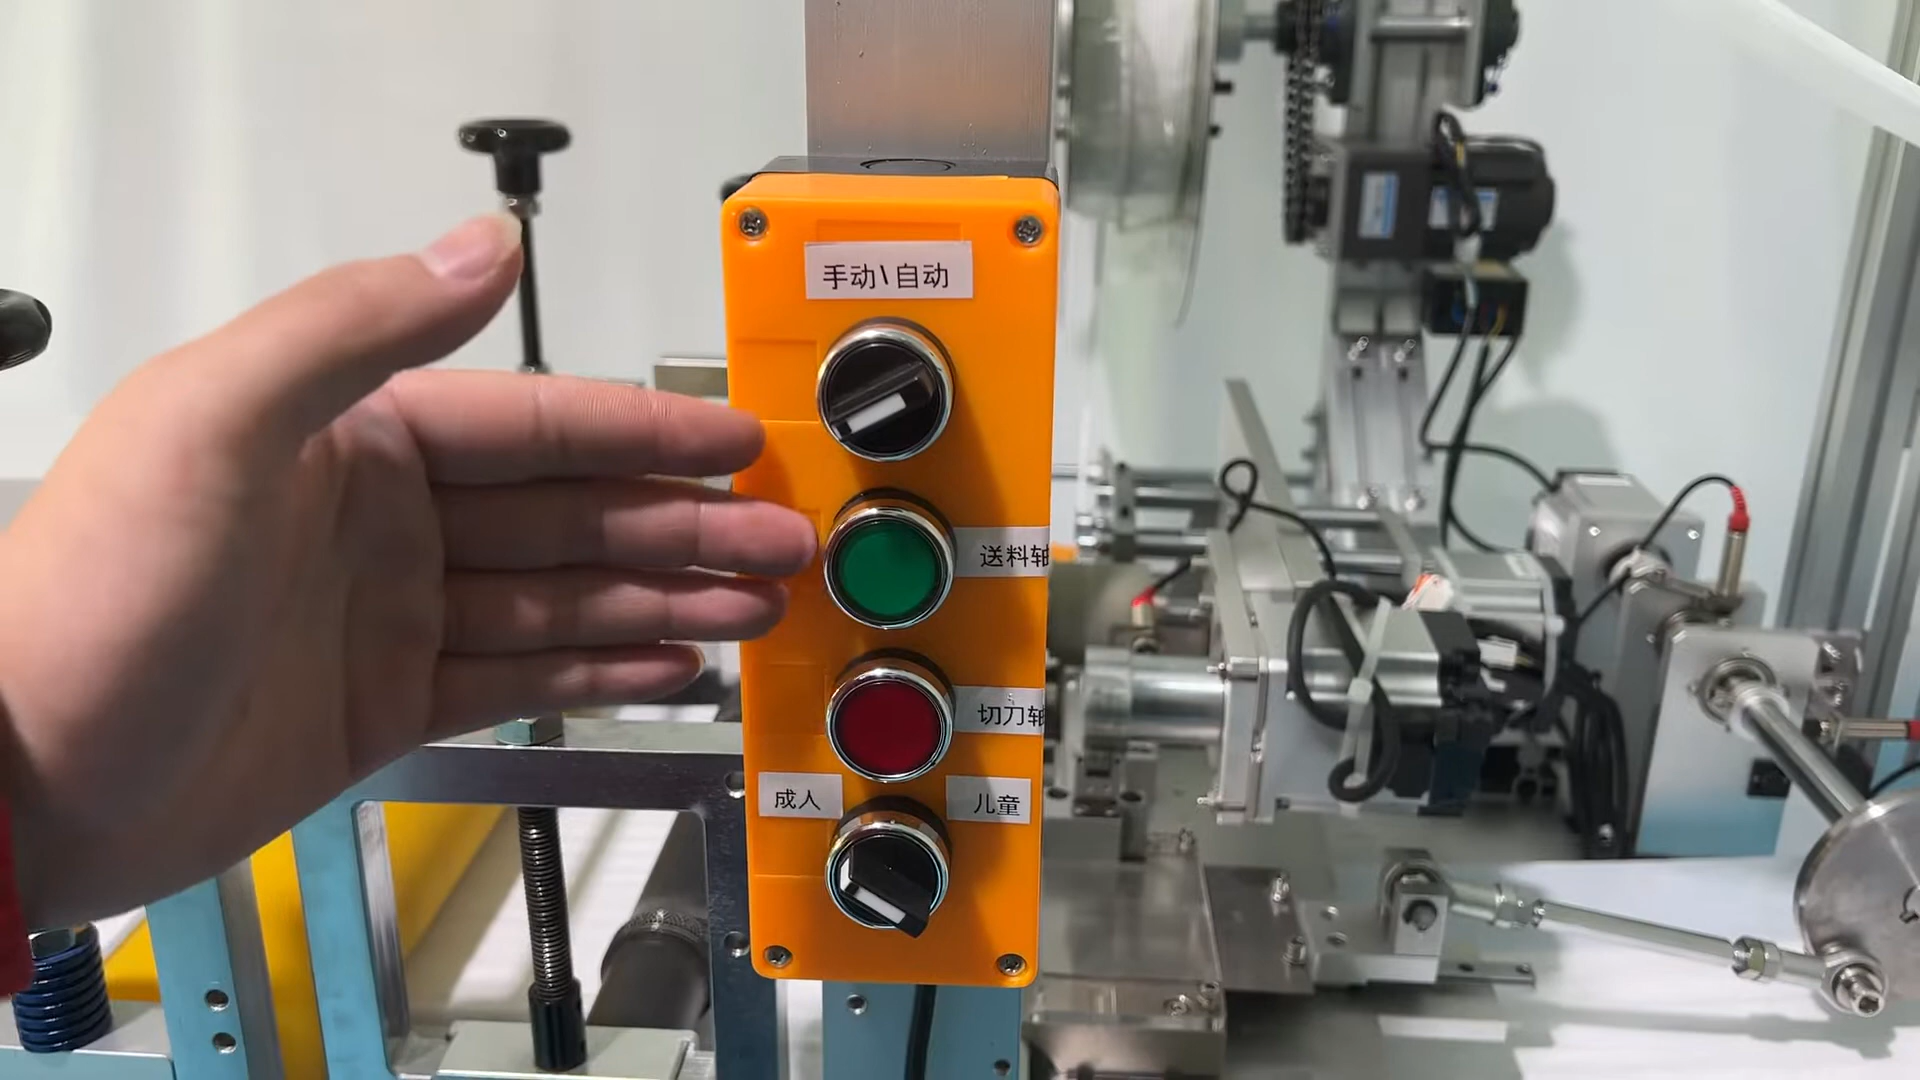 手动\自动
送料轴
切刀轴
成人
儿童